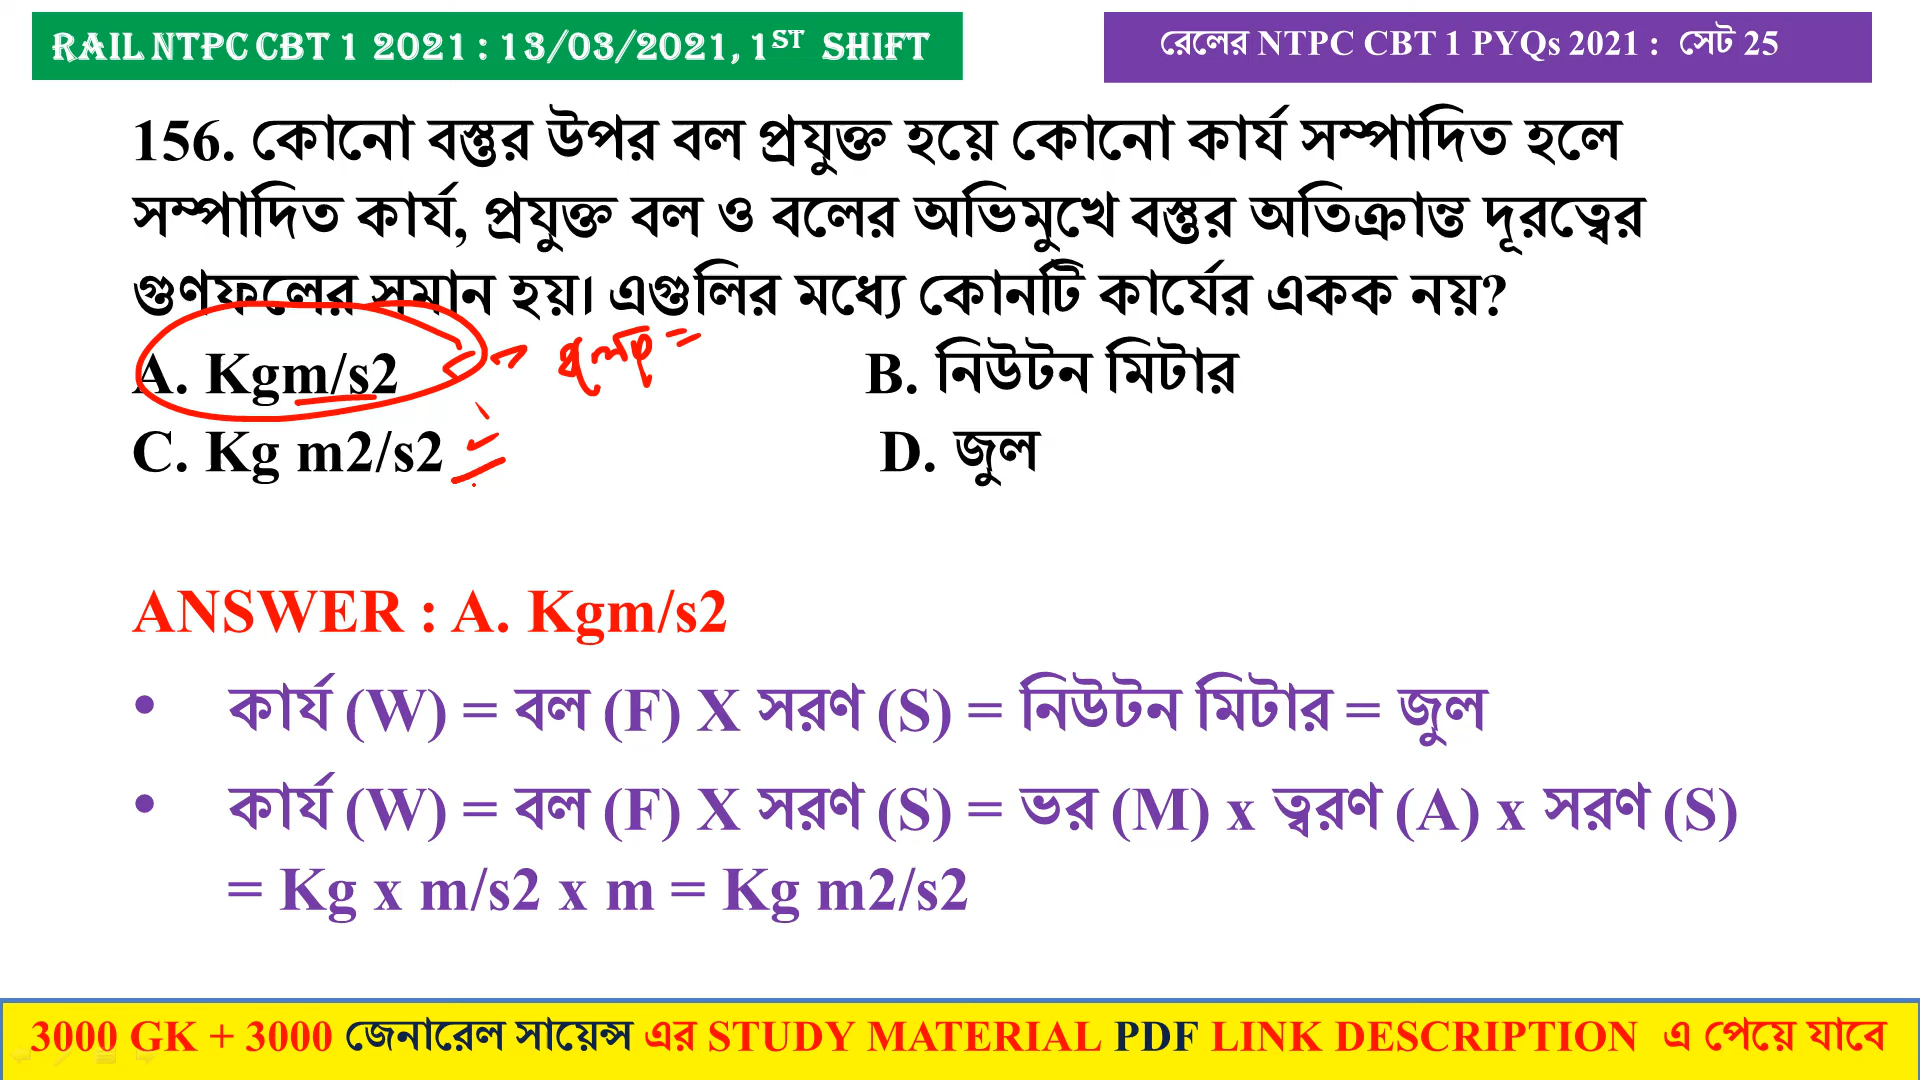 RAIL NTPC CBT 1 2021 : 13/03/2021, 1ST SHIFT
রেলের NTPC CBT 1 PYQs 2021 : সেট 25
156. কোনো বস্তুর উপর বল প্রযুক্ত হয়ে কোনো কার্য সম্পাদিত হলে
সম্পাদিত কার্য, প্রযুক্ত বল ও বলের অভিমুখে বস্তুর অতিক্রান্ত দূরত্বের
গুণফলের সমান হয়। এগুলির মধ্যে কোনটি কার্যের একক নয়?
A. Kgm/s2 B. নিউটন মিটার
C. Kg m2/s2 D. জুল
ANSWER : A. Kgm/s2
• কার্য (W) = বল (F) X সরণ (S) = নিউটন মিটার = জুল
• কার্য (W) = বল (F) X সরণ (S) = ভর (M) x ত্বরণ (A) x সরণ (S)
= Kg x m/s2 x m = Kg m2/s2
3000 GK + 3000 জেনারেল সায়েন্স এর STUDY MATERIAL PDF LINK DESCRIPTION এ পেয়ে যাবে